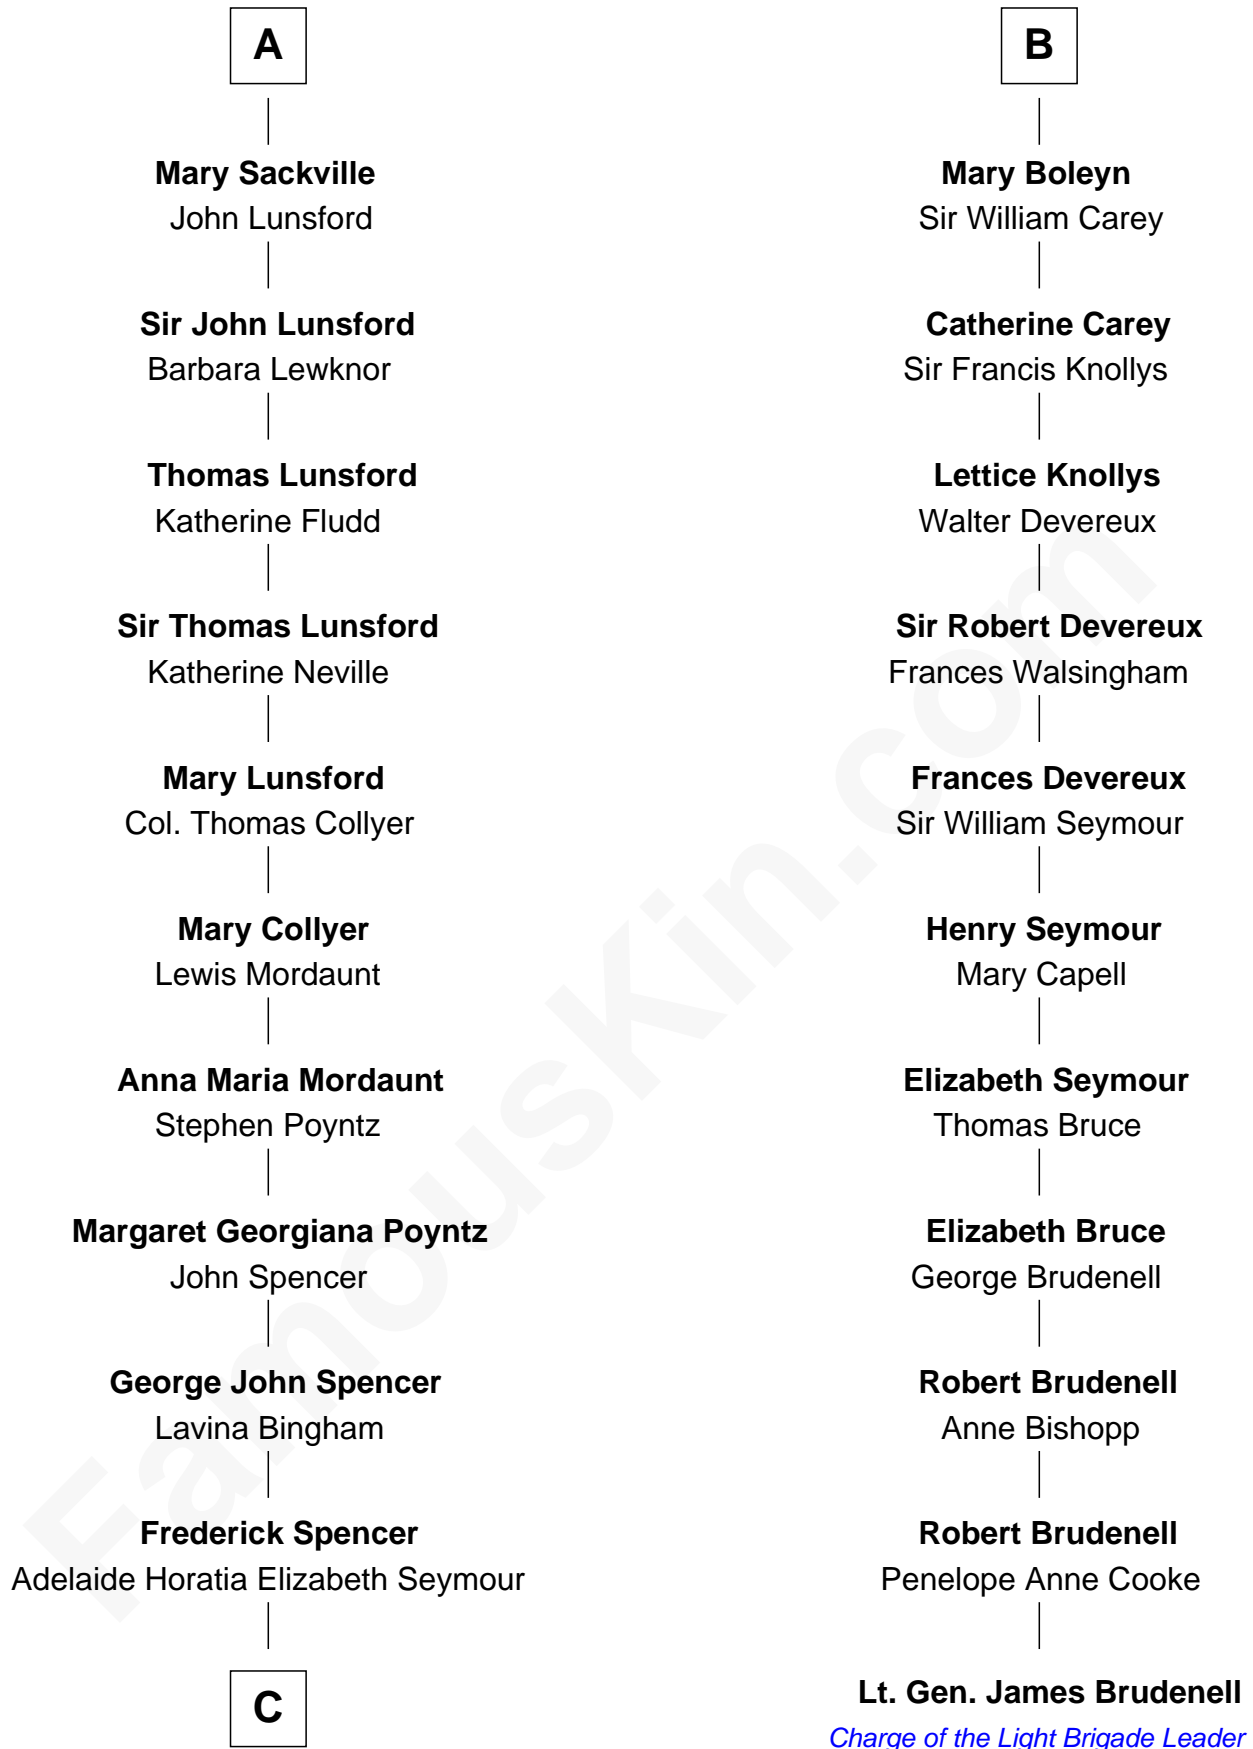 A
Mary Sackville
John Lunsford
Sir John Lunsford
Barbara Lewknor
Thomas Lunsford
Katherine Fludd
Sir Thomas Lunsford
Katherine Neville
Mary Lunsford
Col. Thomas Collyer
Mary Collyer
Lewis Mordaunt
Anna Maria Mordaunt
Stephen Poyntz
Margaret Georgiana Poyntz
John Spencer
George John Spencer
Lavina Bingham
Frederick Spencer
Adelaide Horatia Elizabeth Seymour
C
B
Mary Boleyn
Sir William Carey
Catherine Carey
Sir Francis Knollys
Lettice Knollys
Walter Devereux
Sir Robert Devereux
Frances Walsingham
Frances Devereux
Sir William Seymour
Henry Seymour
Mary Capell
Elizabeth Seymour
Thomas Bruce
Elizabeth Bruce
George Brudenell
Robert Brudenell
Anne Bishopp
Robert Brudenell
Penelope Anne Cooke
Lt. Gen. James Brudenell
Charge of the Light Brigade Leader
FamousKin.com